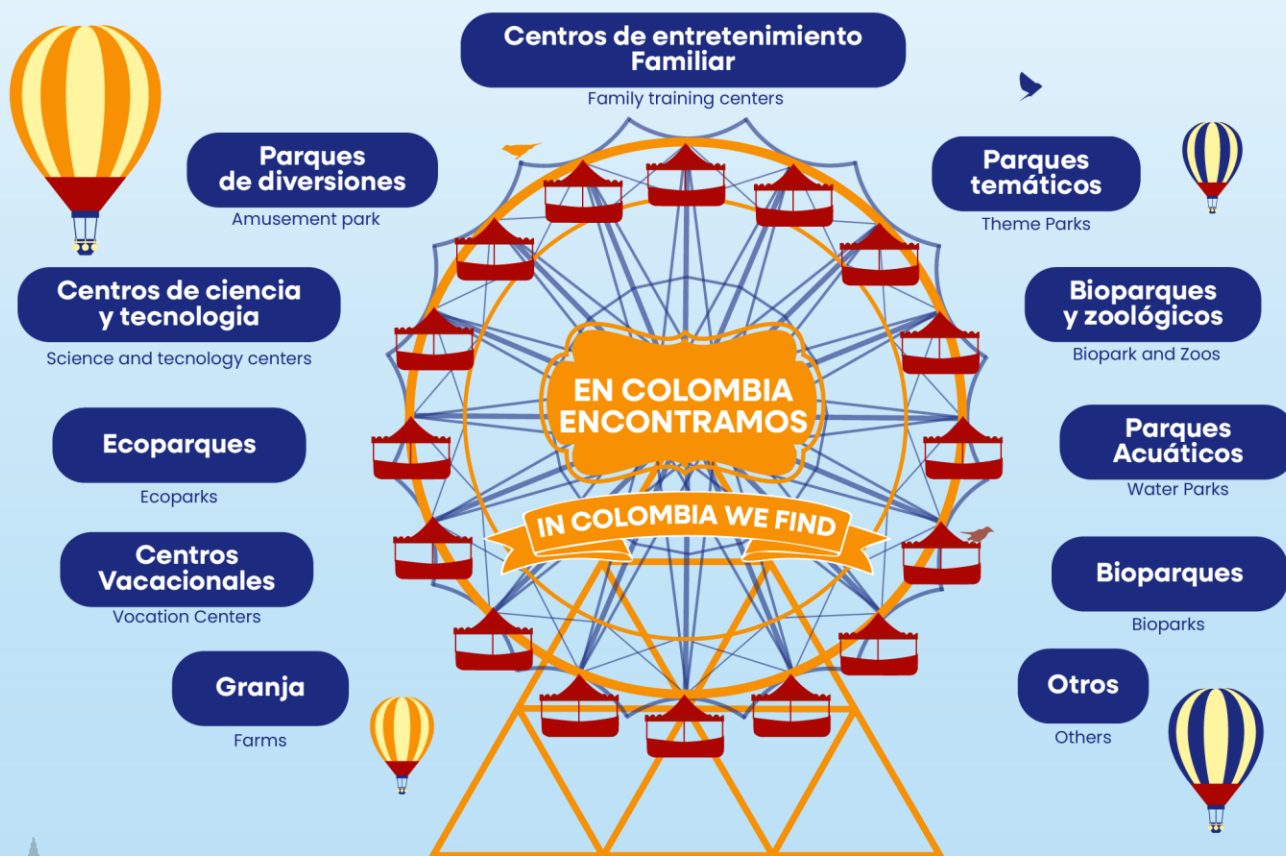 Centros de entretenimiento
Familiar
Family training centers
Parques
de diversiones
Amusement park
Parques
temáticos
Theme Parks
Centros de ciencia
y tecnologia
Science and tecnology centers
Bioparques
y zoológicos
Biopark and Zoos
EN COLOMBIA
ENCONTRAMOS
IN COLOMBIA WE FIND
Ecoparques
Ecoparks
Parques
Acuáticos
Water Parks
Centros
Vacacionales
Vocation Centers
Bioparques
Bioparks
Granja
Farms
Otros
Others